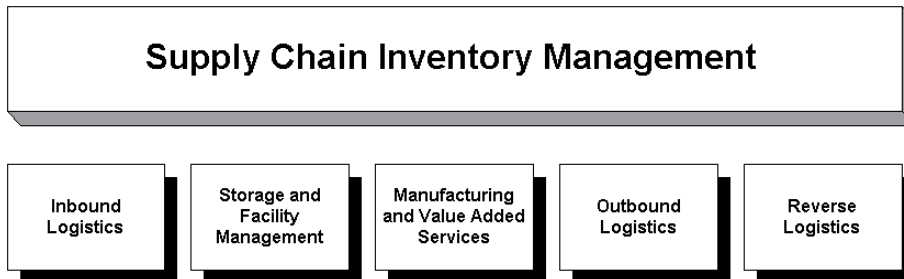 Supply Chain Inventory Management
Inbound
Logistics
Storage and
Facility
Management
Manufacturing
and Value Added
Services
Outbound
Logistics
Reverse
Logistics